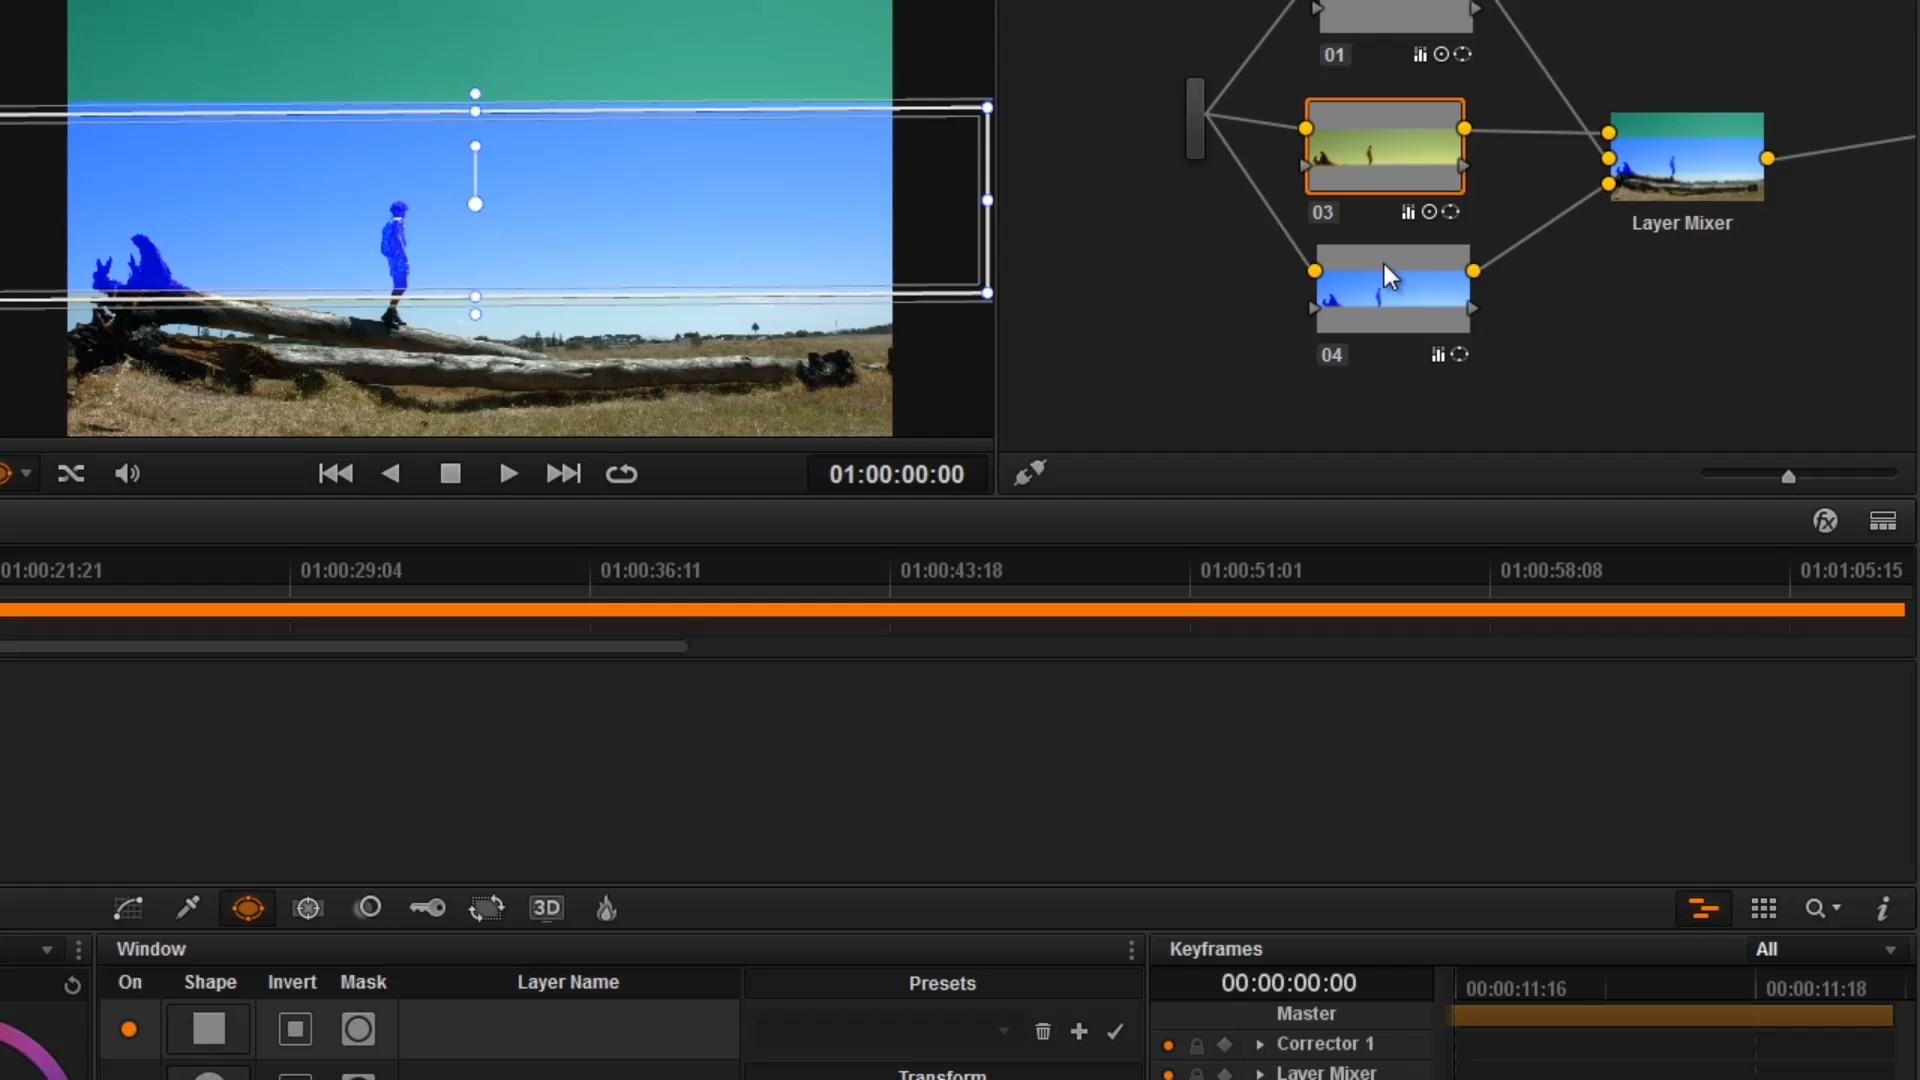 01
03
Layer Mixer
04
01:00:00:00
fx
01:00:21:21 01:00:29:04 01:00:36:11 01:00:43:18 01:00:51:01 01:00:58:08 01:01:05:15
3D
i
Window
Keyframes All
On Shape Invert Mask Layer Name Presets
00:00:00:00
00:00:11:16 00:00:11:18
Master
Corrector 1
Transform
Layer Mixer